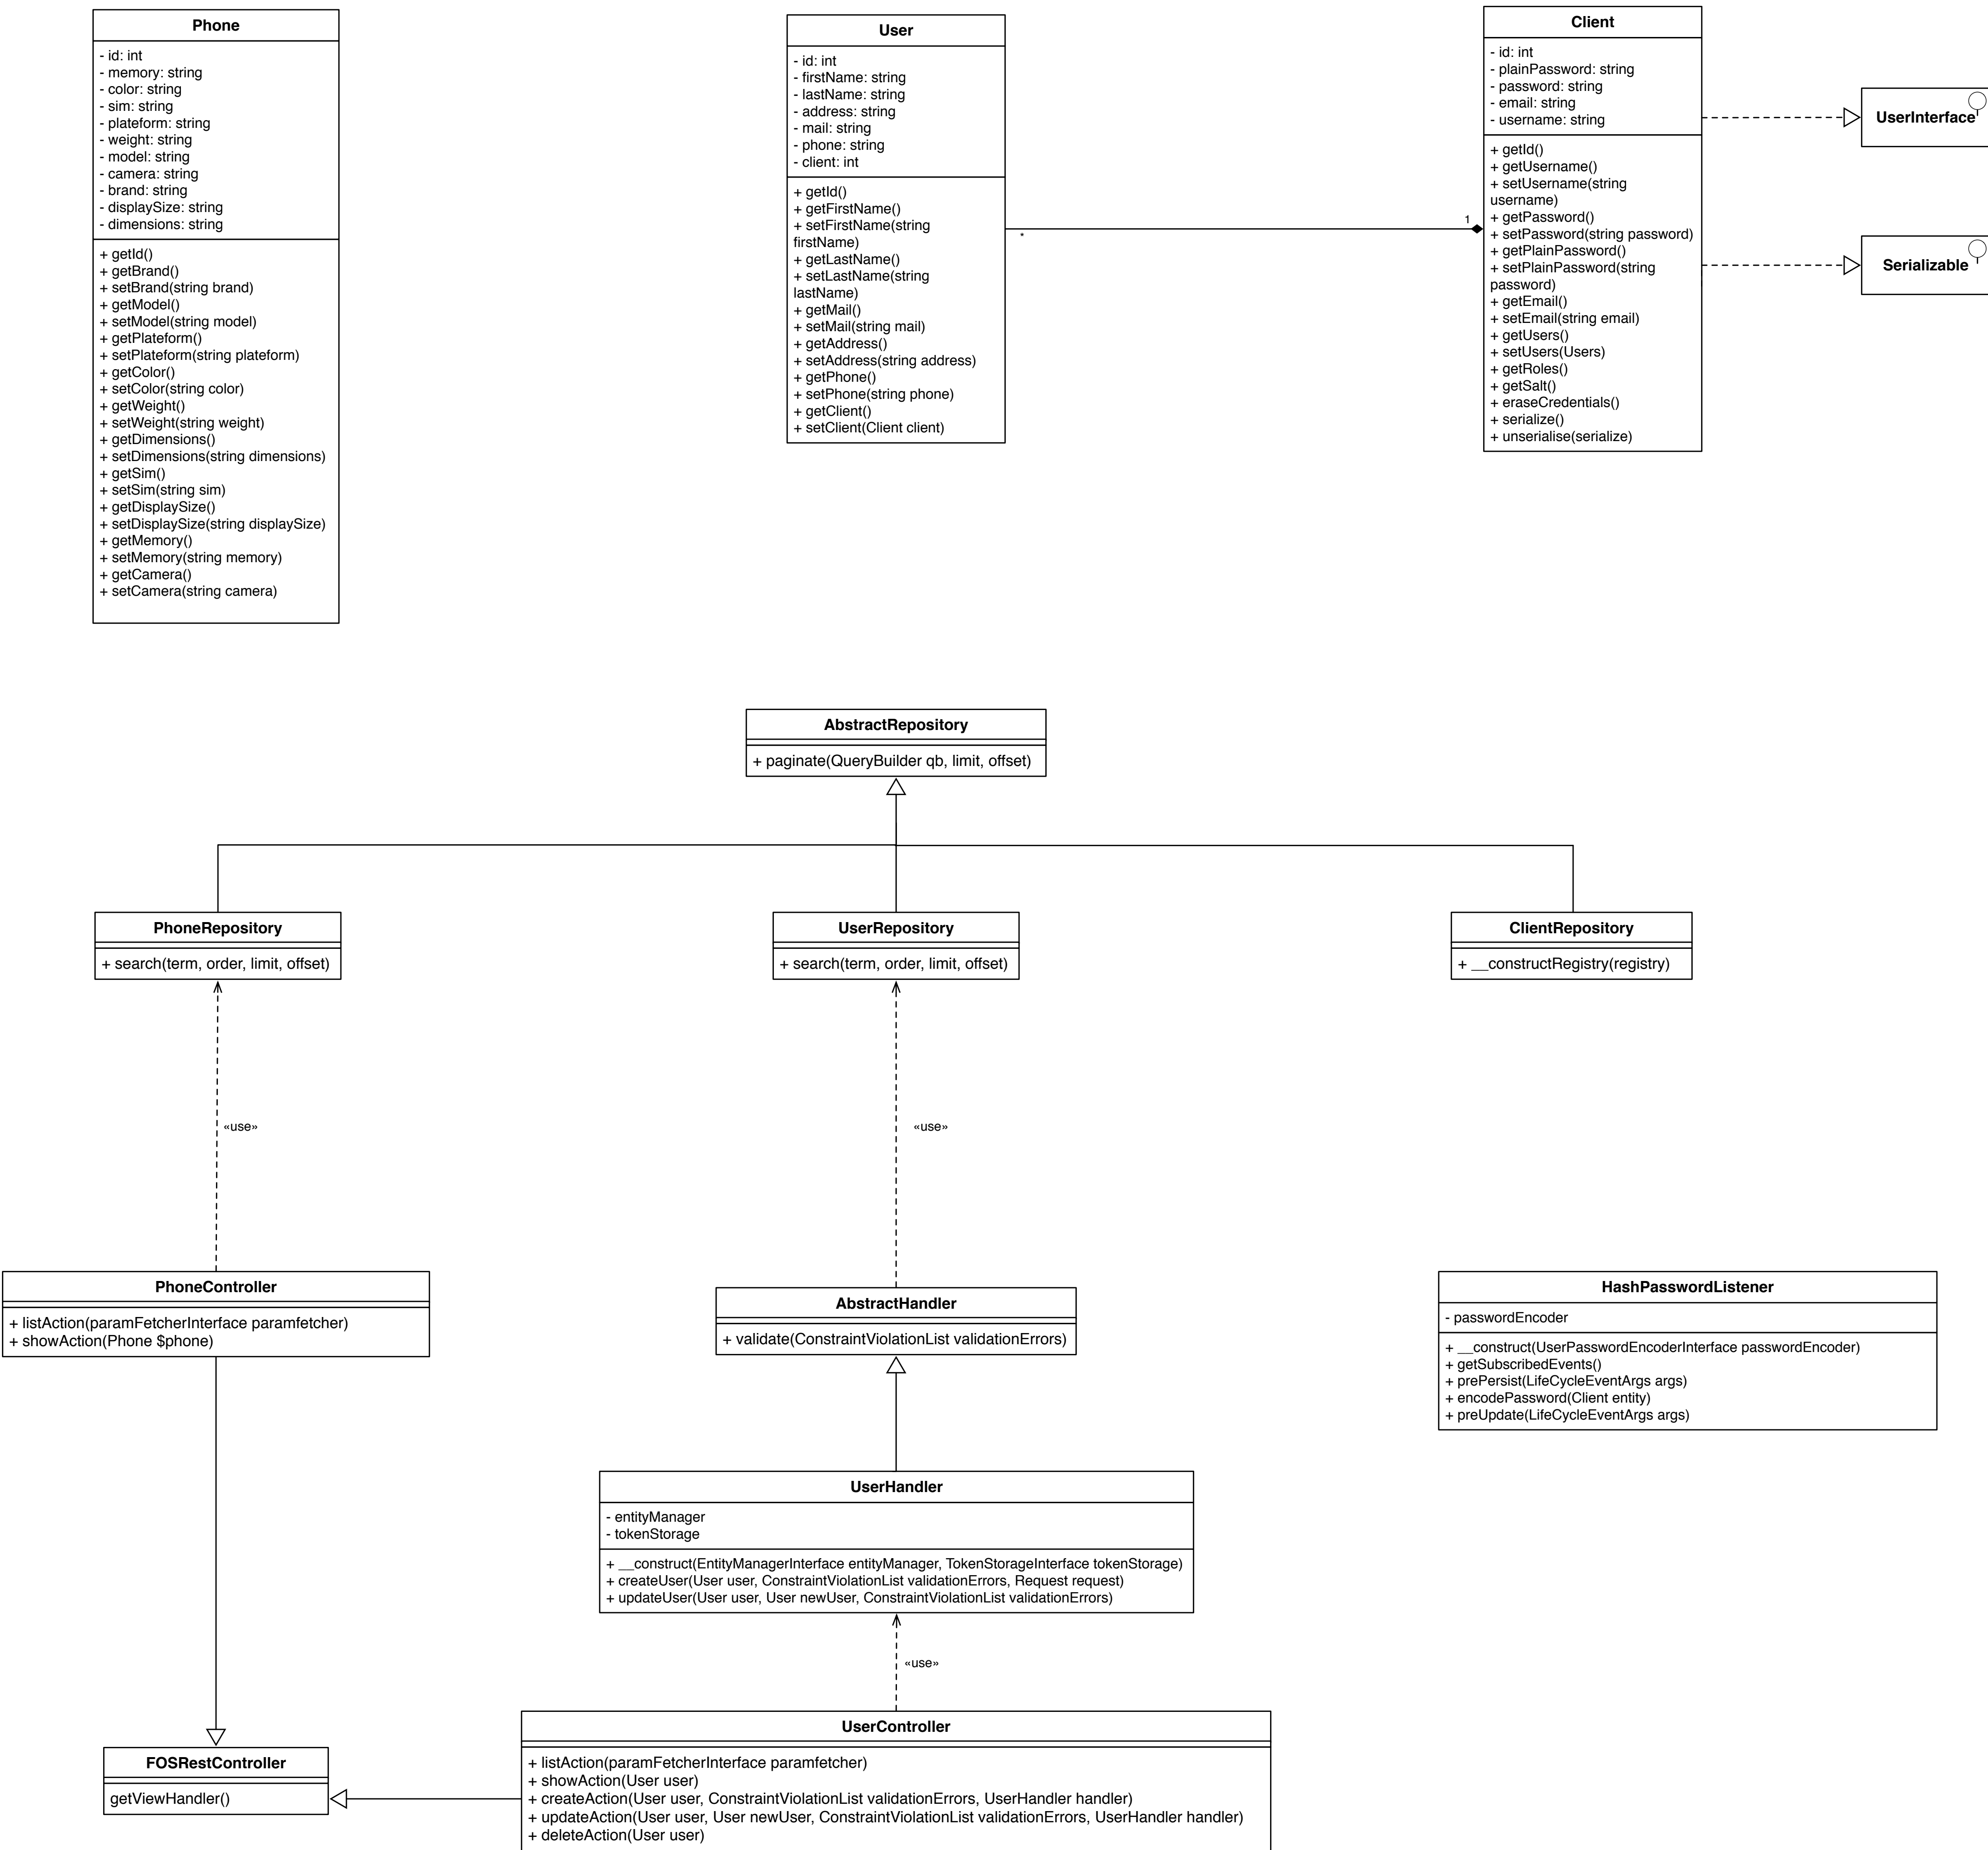 Phone
- id: int
- memory: string
- color: string
- sim: string
- plateform: string
- weight: string
- model: string
- camera: string
- brand: string
- displaySize: string
- dimensions: string
+ getId()
+ getBrand()
+ setBrand(string brand)
+ getModel()
+ setModel(string model)
+ getPlateform()
+ setPlateform(string plateform)
+ getColor()
+ setColor(string color)
+ getWeight()
+ setWeight(string weight)
+ getDimensions()
+ setDimensions(string dimensions)
+ getSim()
+ setSim(string sim)
+ getDisplaySize()
+ setDisplaySize(string displaySize)
+ getMemory()
+ setMemory(string memory)
+ getCamera()
+ setCamera(string camera)
User
- id: int
- firstName: string
- lastName: string
- address: string
- mail: string
- phone: string
- client: int
+ getId()
+ getFirstName()
+ setFirstName(string
firstName)
+ getLastName()
+ setLastName(string
lastName)
+ getMail()
+ setMail(string mail)
+ getAddress()
+ setAddress(string address)
+ getPhone()
+ setPhone(string phone)
+ getClient()
+ setClient(Client client)
*
1
Client
- id: int
- plainPassword: string
- password: string
- email: string
- username: string
+ getId()
+ getUsername()
+ setUsername(string
username)
+ getPassword()
+ setPassword(string password)
+ getPlainPassword()
+ setPlainPassword(string
password)
+ getEmail()
+ setEmail(string email)
+ getUsers()
+ setUsers(Users)
+ getRoles()
+ getSalt()
+ eraseCredentials()
+ serialize()
+ unserialise(serialize)
UserInterface
Serializable
AbstractRepository
+ paginate(QueryBuilder qb, limit, offset)
PhoneRepository
+ search(term, order, limit, offset)
UserRepository
+ search(term, order, limit, offset)
ClientRepository
+ __constructRegistry(registry)
«use»
«use»
PhoneController
+ listAction(paramFetcherInterface paramfetcher)
+ showAction(Phone $phone)
AbstractHandler
+ validate(ConstraintViolationList validationErrors)
HashPasswordListener
- passwordEncoder
+ __construct(UserPasswordEncoderInterface passwordEncoder)
+ getSubscribedEvents()
+ prePersist(LifeCycleEventArgs args)
+ encodePassword(Client entity)
+ preUpdate(LifeCycleEventArgs args)
UserHandler
- entityManager
- tokenStorage
+ __construct(EntityManagerInterface entityManager, TokenStorageInterface tokenStorage)
+ createUser(User user, ConstraintViolationList validationErrors, Request request)
+ updateUser(User user, User newUser, ConstraintViolationList validationErrors)
«use»
FOSRestController
getViewHandler()
UserController
+ listAction(paramFetcherInterface paramfetcher)
+ showAction(User user)
+ createAction(User user, ConstraintViolationList validationErrors, UserHandler handler)
+ updateAction(User user, User newUser, ConstraintViolationList validationErrors, UserHandler handler)
+ deleteAction(User user)